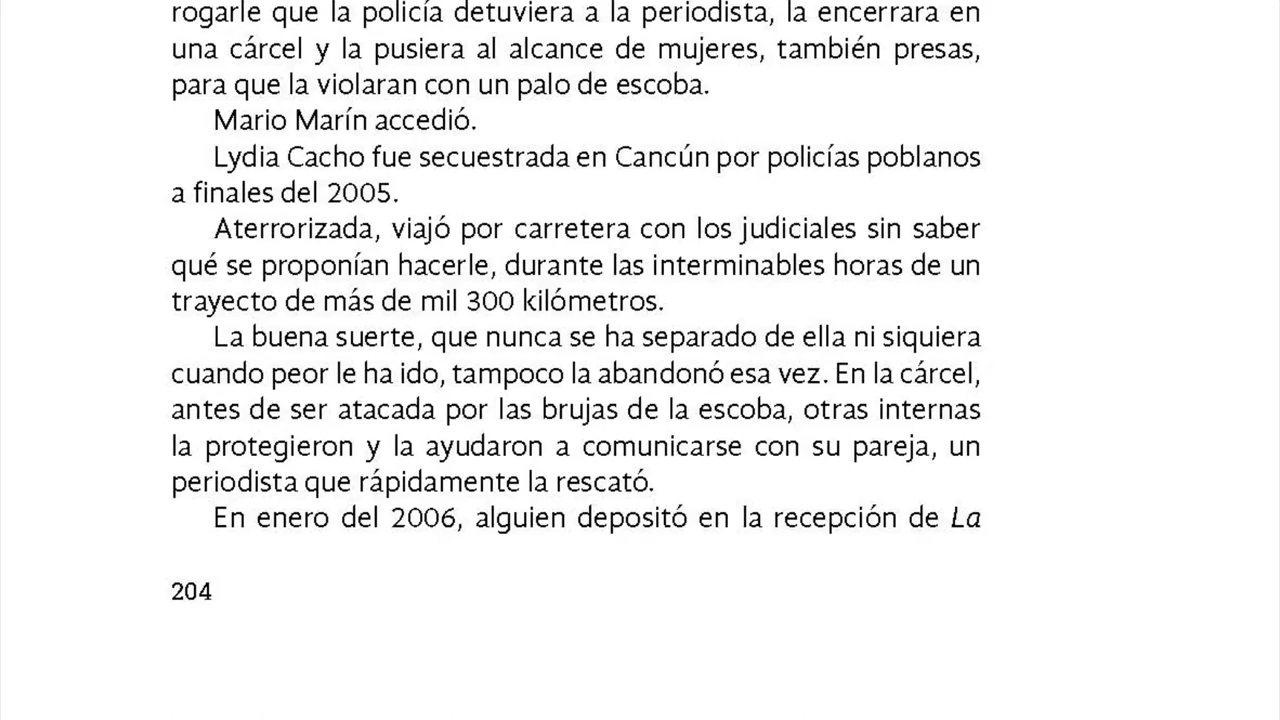 rogarle que la policía detuviera a la periodista, la encerrara en
una cárcel y la pusiera al alcance de mujeres, también presas,
para que la violaran con un palo de escoba.
Mario Marín accedió.
Lydia Cacho fue secuestrada en Cancún por policías poblanos
a finales del 2005.
Aterrorizada, viajó por carretera con los judiciales sin saber
qué se proponían hacerle, durante las interminables horas de un
trayecto de más de mil 300 kilómetros.
La buena suerte, que nunca se ha separado de ella ni siquiera
cuando peor le ha ido, tampoco la abandonó esa vez. En la cárcel,
antes de ser atacada por las brujas de la escoba, otras internas
la protegieron y la ayudaron a comunicarse con su pareja, un
periodista que rápidamente la rescató.
En enero del 2006, alguien depositó en la recepción de La
204